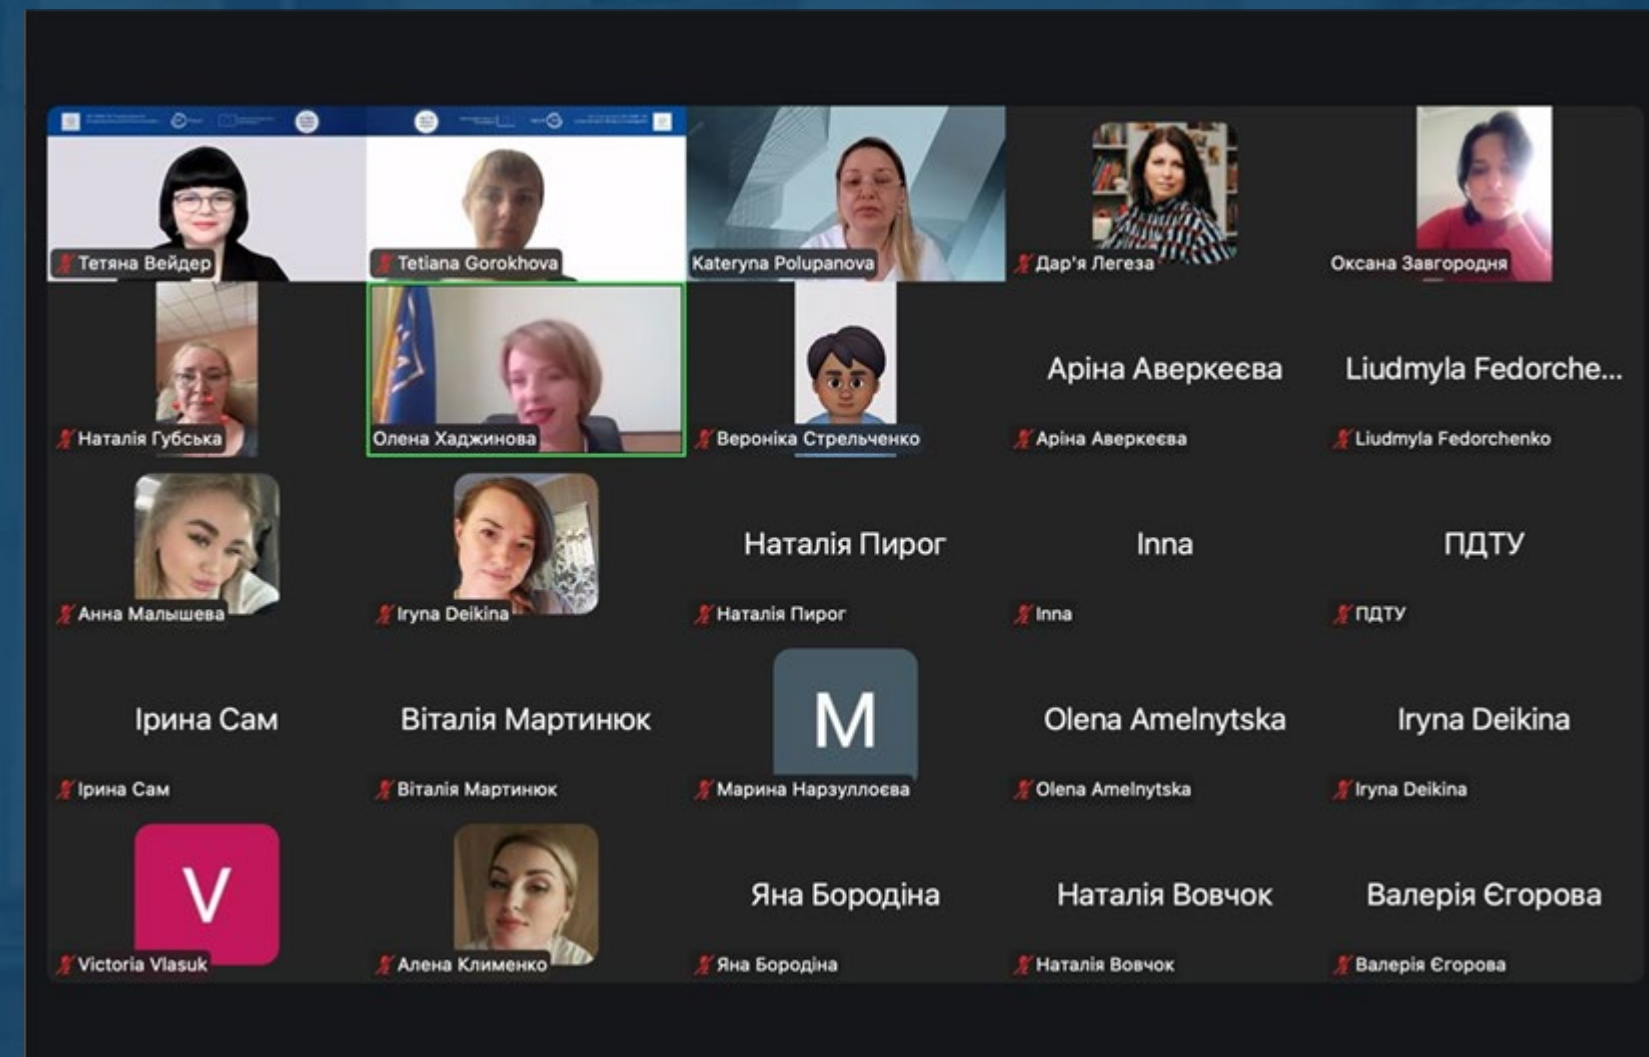 Тетяна Вейдер
Tetiana Gorokhova
Kateryna Polupanova
Дар'я Легеза
Оксана Завгородня
Наталія Губська
Олена Хаджинова
Вероніка Стрельченко
Аріна Аверкеєва
Аріна Аверкеєва
Liudmyla Fedorche...
Liudmyla Fedorchenko
Анна Малышева
Iryna Deikina
Наталія Пирог
Наталія Пирог
Inna
Inna
ПДТУ
ПДТУ
Ірина Сам
Ірина Сам
Віталія Мартинюк
Віталія Мартинюк
M
Марина Нарзуллоєва
Olena Amelnytska
Olena Amelnytska
Iryna Deikina
Iryna Deikina
V
Victoria Vlasuk
Алена Клименко
Яна Бородіна
Яна Бородіна
Наталія Вовчок
Наталія Вовчок
Валерія Єгорова
Валерія Єгорова